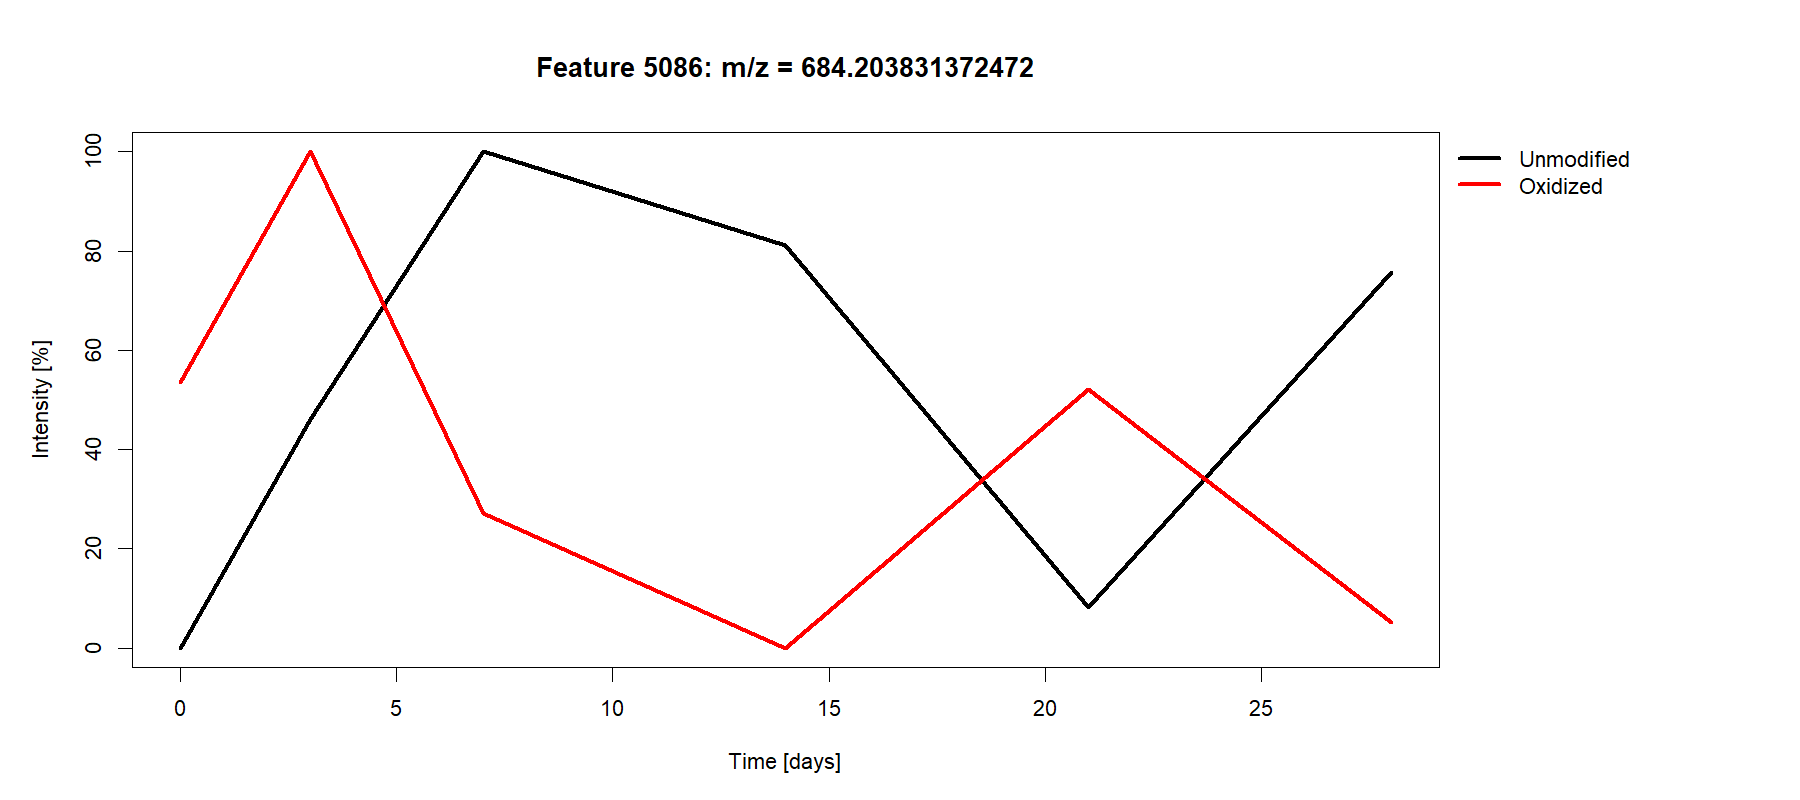 Feature 5086: m/z = 684.203831372472
Unmodified
Oxidized
Intensity [%]
100
80
60
40
20
0
0 5 10 15 20 25
Time [days]